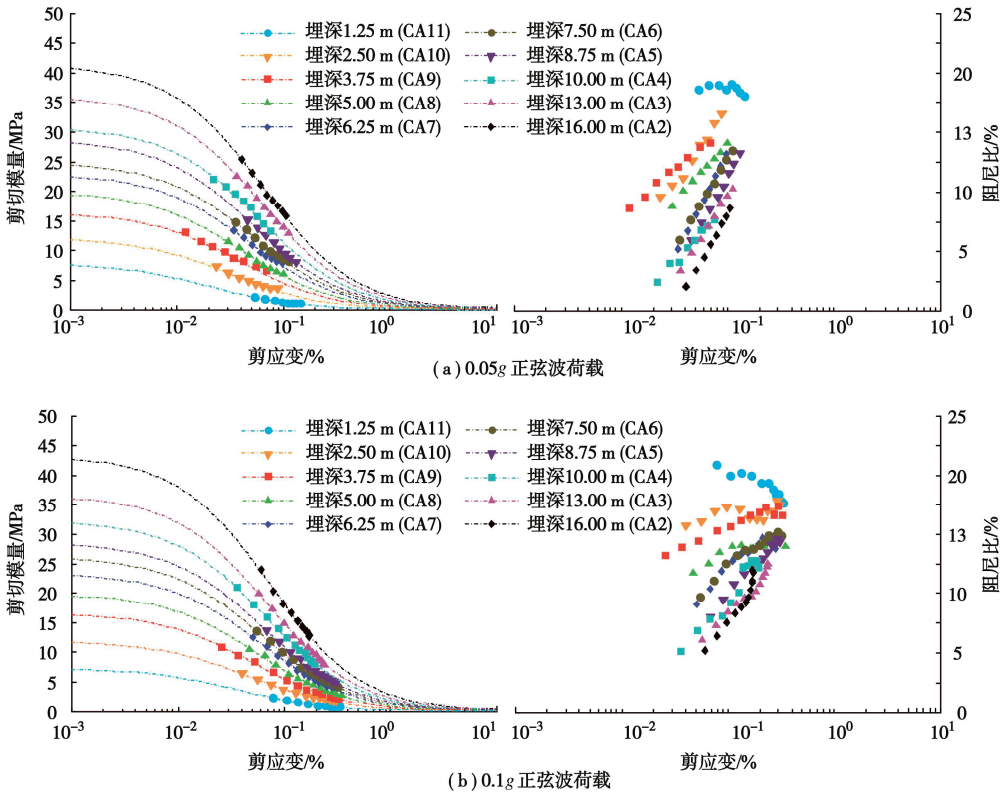 50
45
40
35
30
25
20
15
10
5
0
剪切模量/MPa
埋深1.25 m (CA11)
埋深2.50 m (CA10)
埋深3.75 m (CA9)
埋深5.00 m (CA8)
埋深6.25 m (CA7)
埋深7.50 m (CA6)
埋深8.75 m (CA5)
埋深10.00 m (CA4)
埋深13.00 m (CA3)
埋深16.00 m (CA2)
10⁻³ 10⁻² 10⁻¹ 10⁰ 10¹
剪应变/%
25
20
13
10
5
0
阻尼比/%
10⁻³ 10⁻² 10⁻¹ 10⁰ 10¹
剪应变/%
(a) 0.05g 正弦波荷载
50
45
40
35
30
25
20
15
10
5
0
剪切模量/MPa
埋深1.25 m (CA11)
埋深2.50 m (CA10)
埋深3.75 m (CA9)
埋深5.00 m (CA8)
埋深6.25 m (CA7)
埋深7.50 m (CA6)
埋深8.75 m (CA5)
埋深10.00 m (CA4)
埋深13.00 m (CA3)
埋深16.00 m (CA2)
10⁻³ 10⁻² 10⁻¹ 10⁰ 10¹
剪应变/%
25
20
13
10
5
0
阻尼比/%
10⁻³ 10⁻² 10⁻¹ 10⁰ 10¹
剪应变/%
(b) 0.1g 正弦波荷载